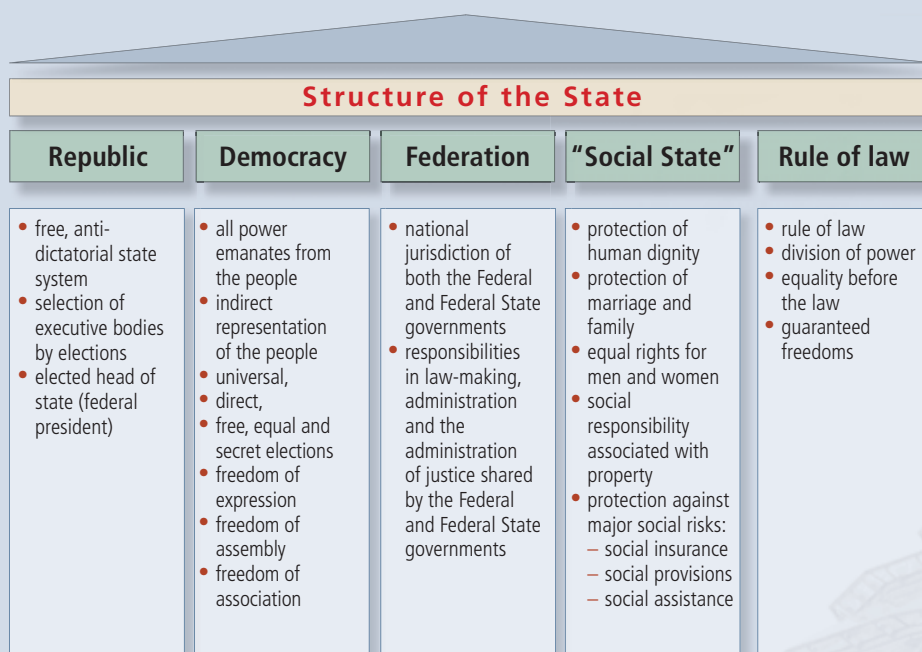 Structure of the State
Republic
• free, anti-
dictatorial state
system
• selection of
executive bodies
by elections
• elected head of
state (federal
president)
Democracy
• all power
emanates from
the people
• indirect
representation
of the people
• universal,
• direct,
• free, equal and
secret elections
• freedom of
expression
• freedom of
assembly
• freedom of
association
Federation
• national
jurisdiction of
both the Federal
and Federal State
governments
• responsibilities
in law-making,
administration
and the
administration
of justice shared
by the Federal
and Federal State
governments
"Social State"
• protection of
human dignity
• protection of
marriage and
family
• equal rights for
men and women
• social
responsibility
associated with
property
• protection against
major social risks:
– social insurance
– social provisions
– social assistance
Rule of law
• rule of law
• division of power
• equality before
the law
• guaranteed
freedoms